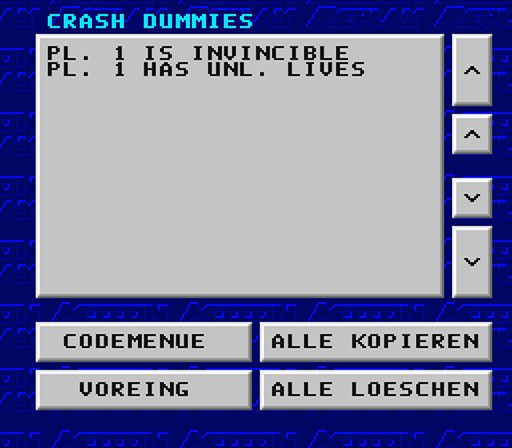 CRASH DUMMIES
PL. 1 IS INVINCIBLE
PL. 1 HAS UNL. LIVES
CODEMENUE
ALLE KOPIEREN
VOREING
ALLE LOESCHEN